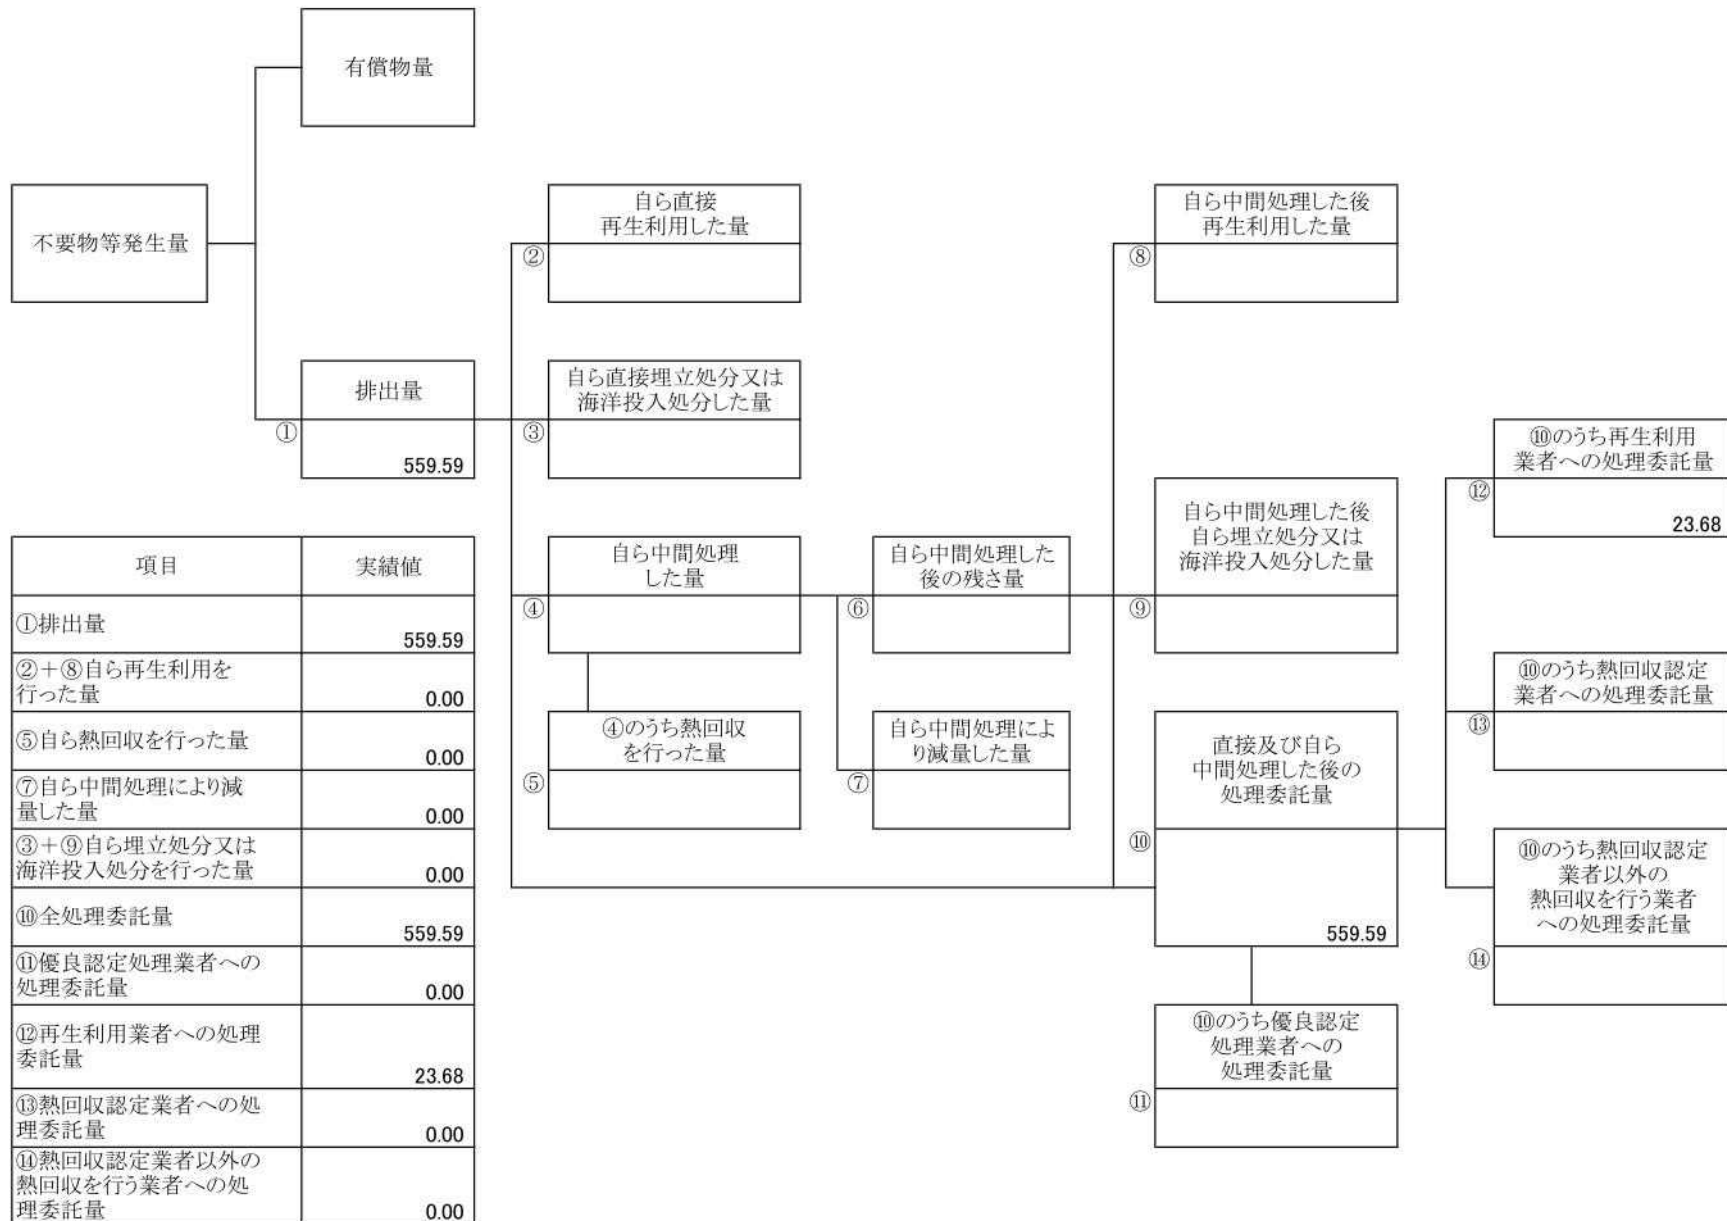 有償物量
不要物等発生量
自ら直接
再生利用した量
②
自ら中間処理した後
再生利用した量
⑧
排出量
①
559.59
自ら直接埋立処分又は
海洋投入処分した量
③
⑩のうち再生利用
業者への処理委託量
⑫
23.68
自ら中間処理
した量
④
自ら中間処理した
後の残さ量
⑥
自ら中間処理した後
自ら埋立処分又は
海洋投入処分した量
⑨
⑩のうち熱回収認定
業者への処理委託量
⑬
④のうち熱回収
を行った量
⑤
自ら中間処理によ
り減量した量
⑦
直接及び自ら
中間処理した後の
処理委託量
⑩
559.59
⑩のうち熱回収認定
業者以外の
熱回収を行う業者
への処理委託量
⑭
⑩のうち優良認定
処理業者への
処理委託量
⑪
項目
実績値
①排出量
559.59
②+⑧自ら再生利用を
行った量
0.00
⑤自ら熱回収を行った量
0.00
⑦自ら中間処理により減
量した量
0.00
③+⑨自ら埋立処分又は
海洋投入処分を行った量
0.00
⑩全処理委託量
559.59
⑪優良認定処理業者への
処理委託量
0.00
⑫再生利用業者への処理
委託量
23.68
⑬熱回収認定業者への処
理委託量
0.00
⑭熱回収認定業者以外の
熱回収を行う業者への処
理委託量
0.00